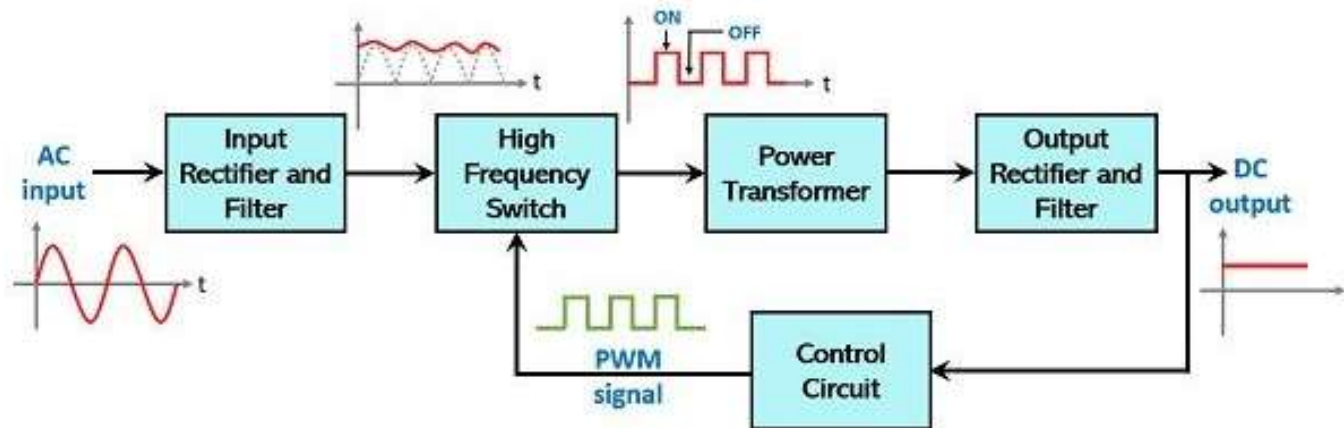 ON
OFF
t
t
AC
input
Input
Rectifier and
Filter
High
Frequency
Switch
Power
Transformer
Output
Rectifier and
Filter
DC
output
t
PWM
signal
Control
Circuit